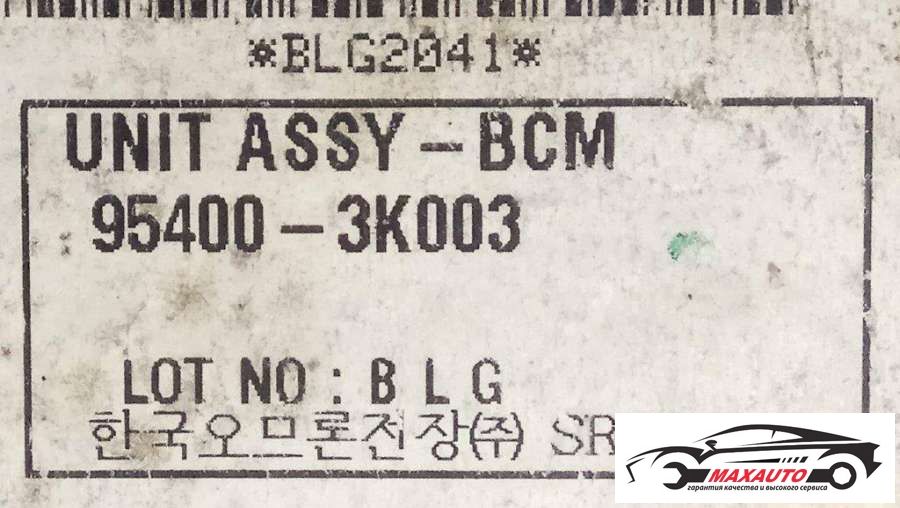 *BLG2041*
UNIT ASSY - BCM
95400 - 3K003
LOT NO : B L G
한국오므론전장㈜ SR
MAXAUTO
гарантия качества и высокого сервиса